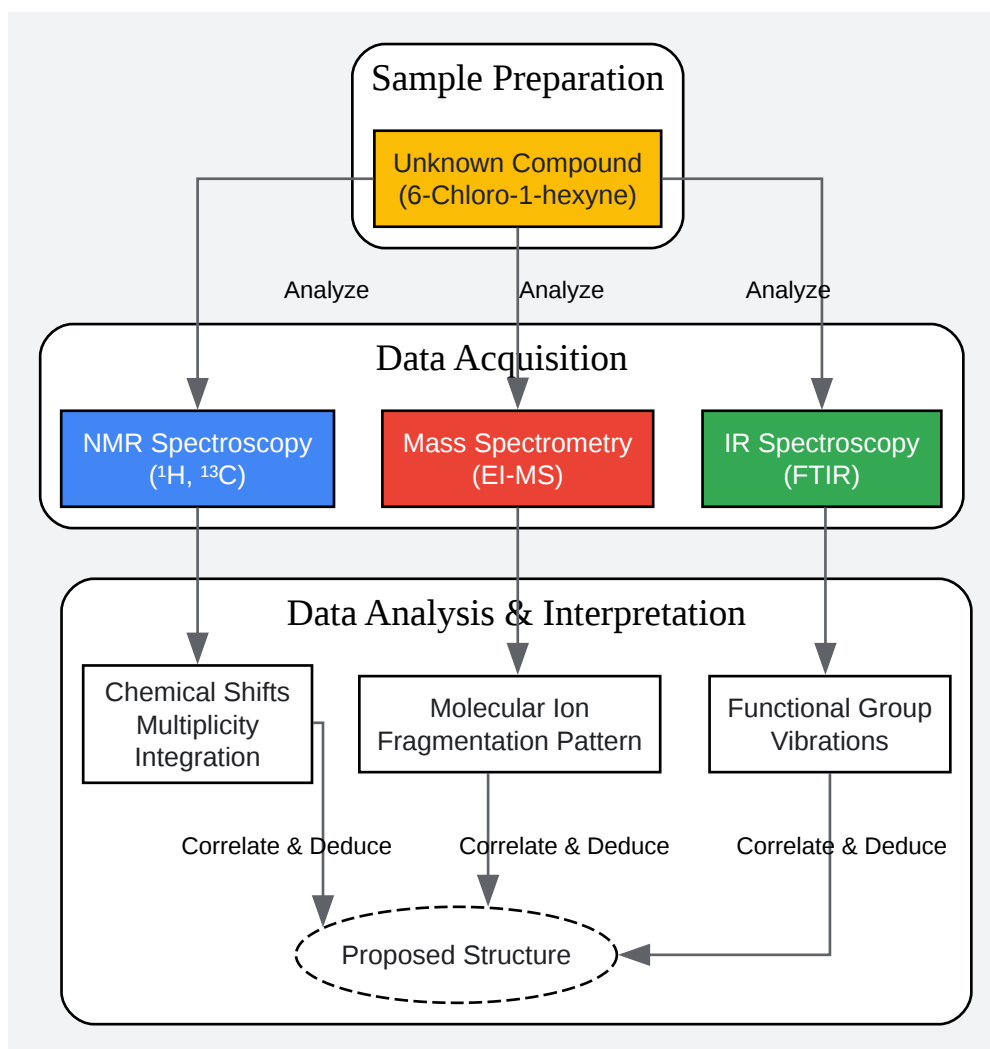 Sample Preparation
Unknown Compound
(6-Chloro-1-hexyne)
Analyze
Analyze
Analyze
Data Acquisition
NMR Spectroscopy
(¹H, ¹³C)
Mass Spectrometry
(EI-MS)
IR Spectroscopy
(FTIR)
Data Analysis & Interpretation
Chemical Shifts
Multiplicity
Integration
Molecular Ion
Fragmentation Pattern
Functional Group
Vibrations
Correlate & Deduce
Correlate & Deduce
Correlate & Deduce
Proposed Structure